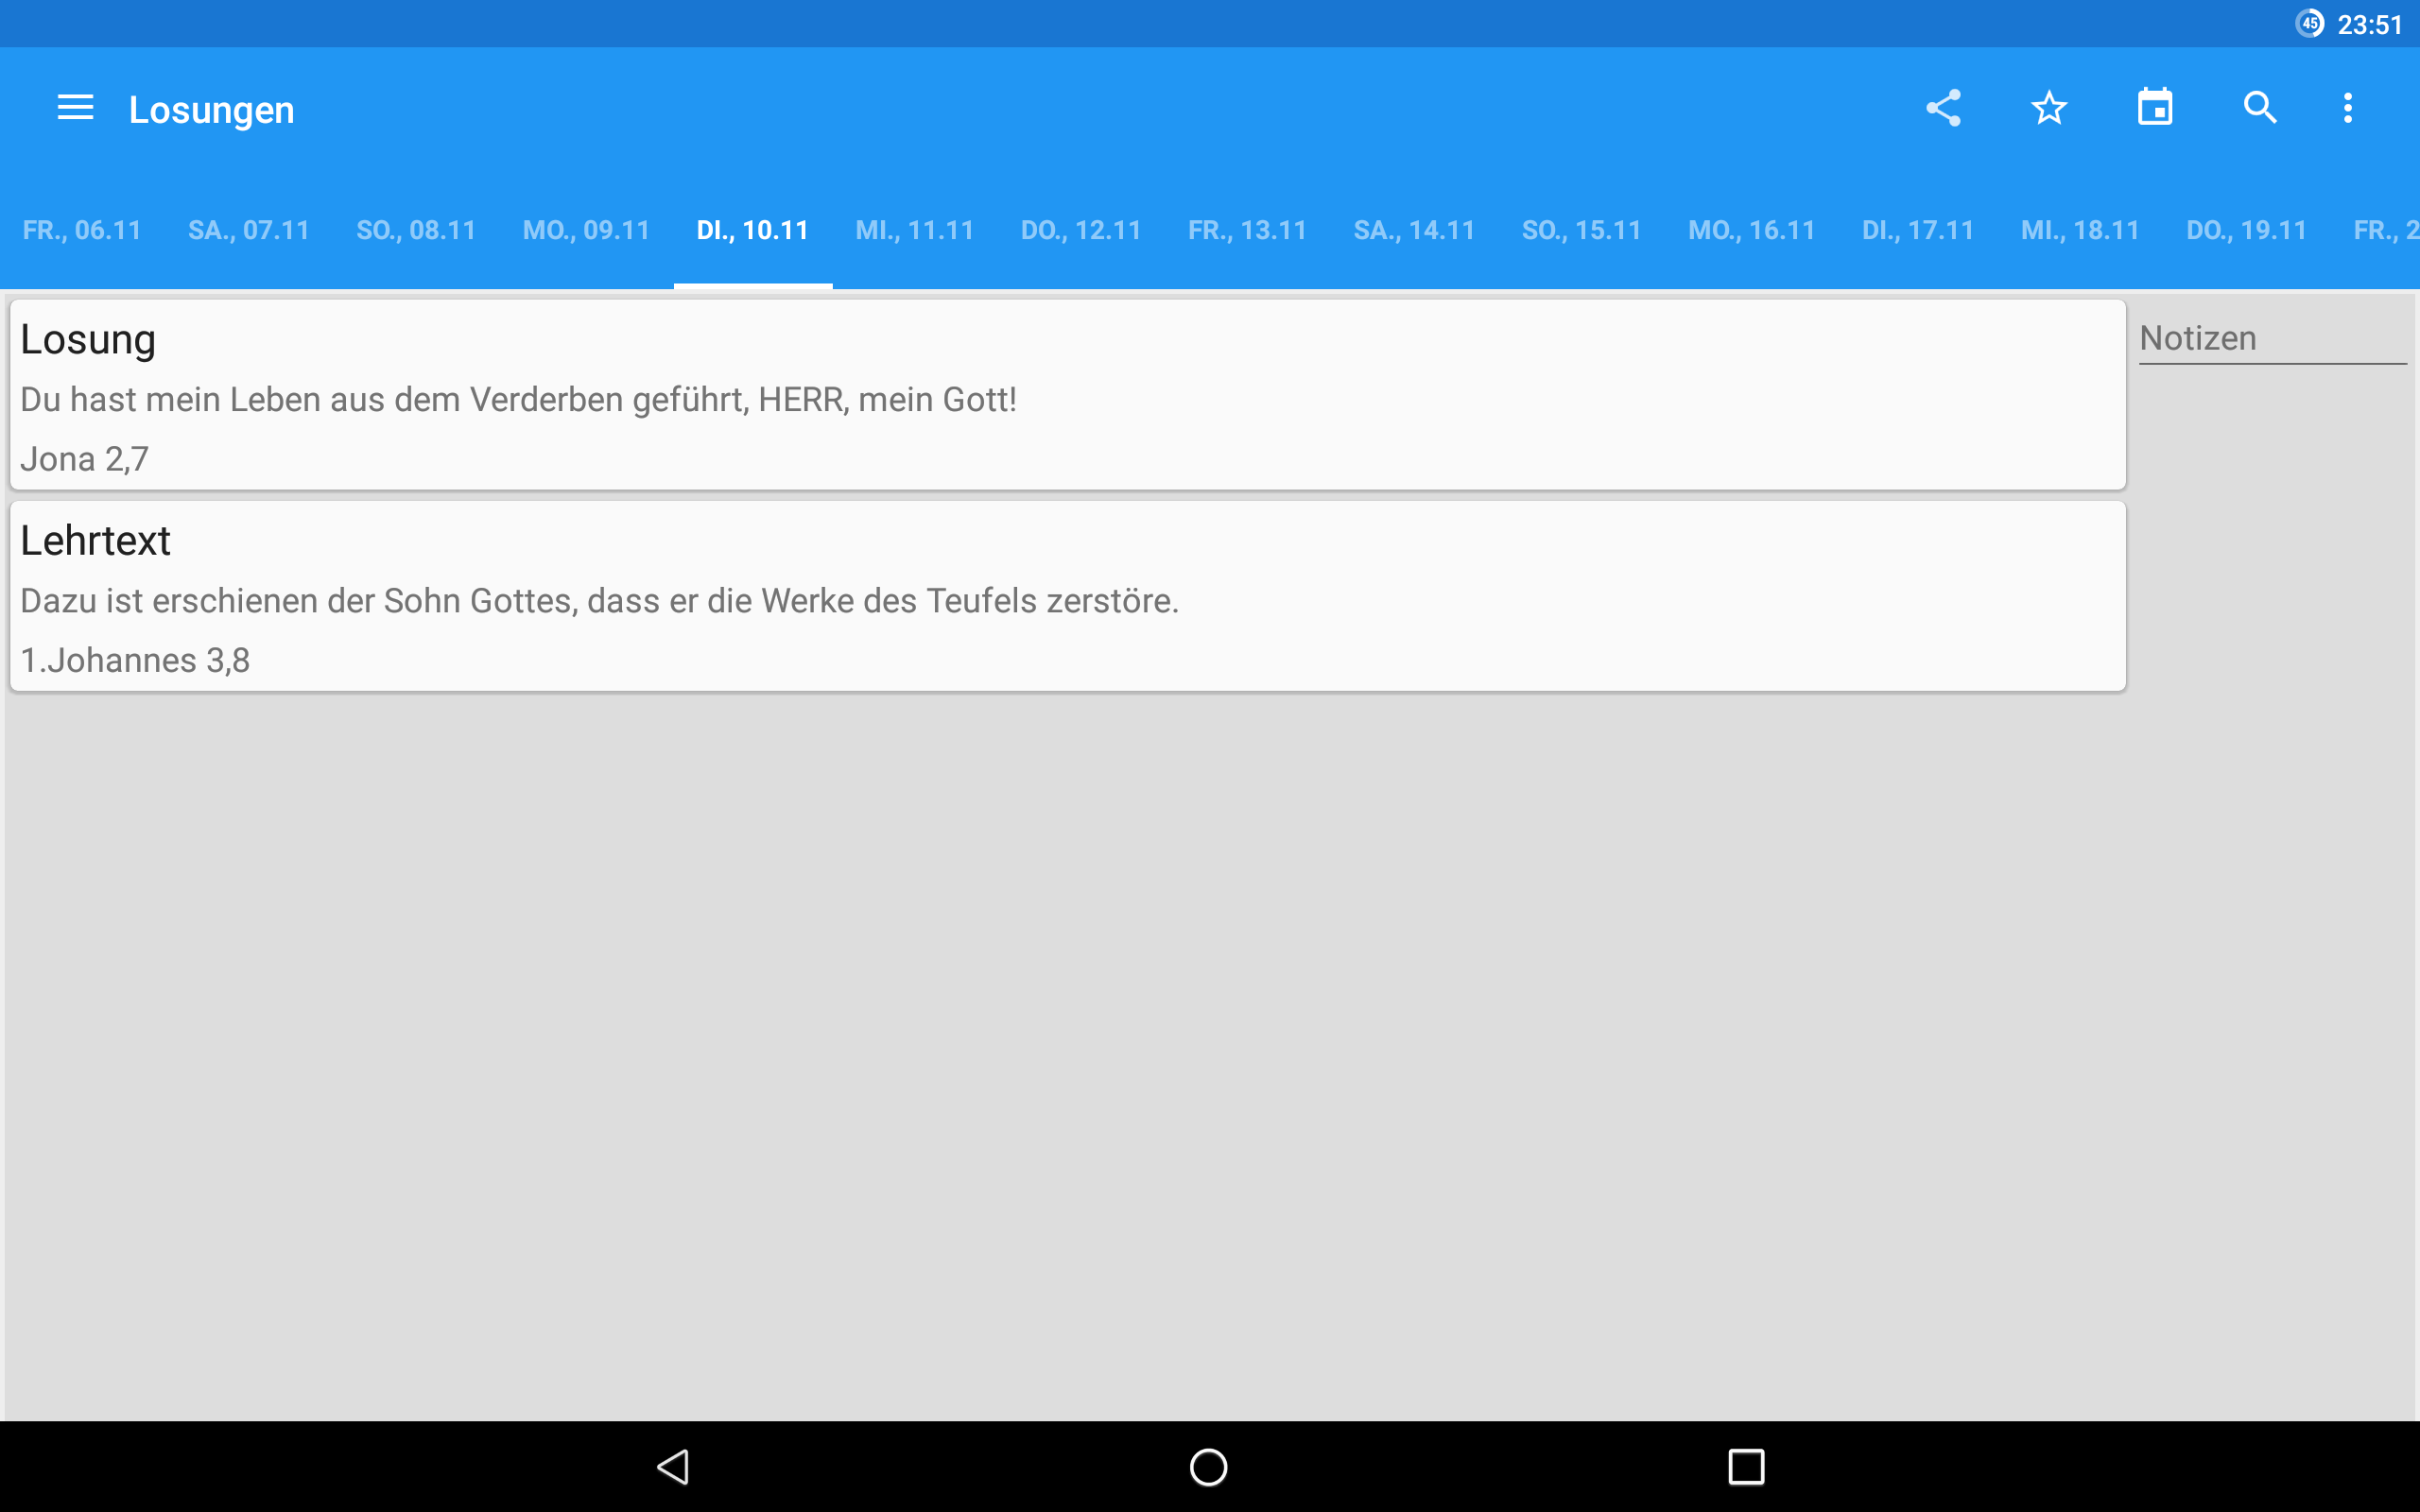 45 23:51
Losungen
FR., 06.11 SA., 07.11 SO., 08.11 MO., 09.11 DI., 10.11 MI., 11.11 DO., 12.11 FR., 13.11 SA., 14.11 SO., 15.11 MO., 16.11 DI., 17.11 MI., 18.11 DO., 19.11 FR., 2
Losung
Du hast mein Leben aus dem Verderben geführt, HERR, mein Gott!
Jona 2,7
Notizen
Lehrtext
Dazu ist erschienen der Sohn Gottes, dass er die Werke des Teufels zerstöre.
1.Johannes 3,8